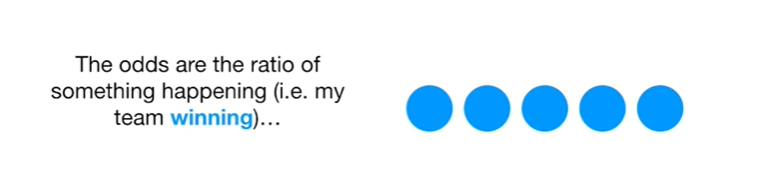 The odds are the ratio of
something happening (i.e. my
team winning)…